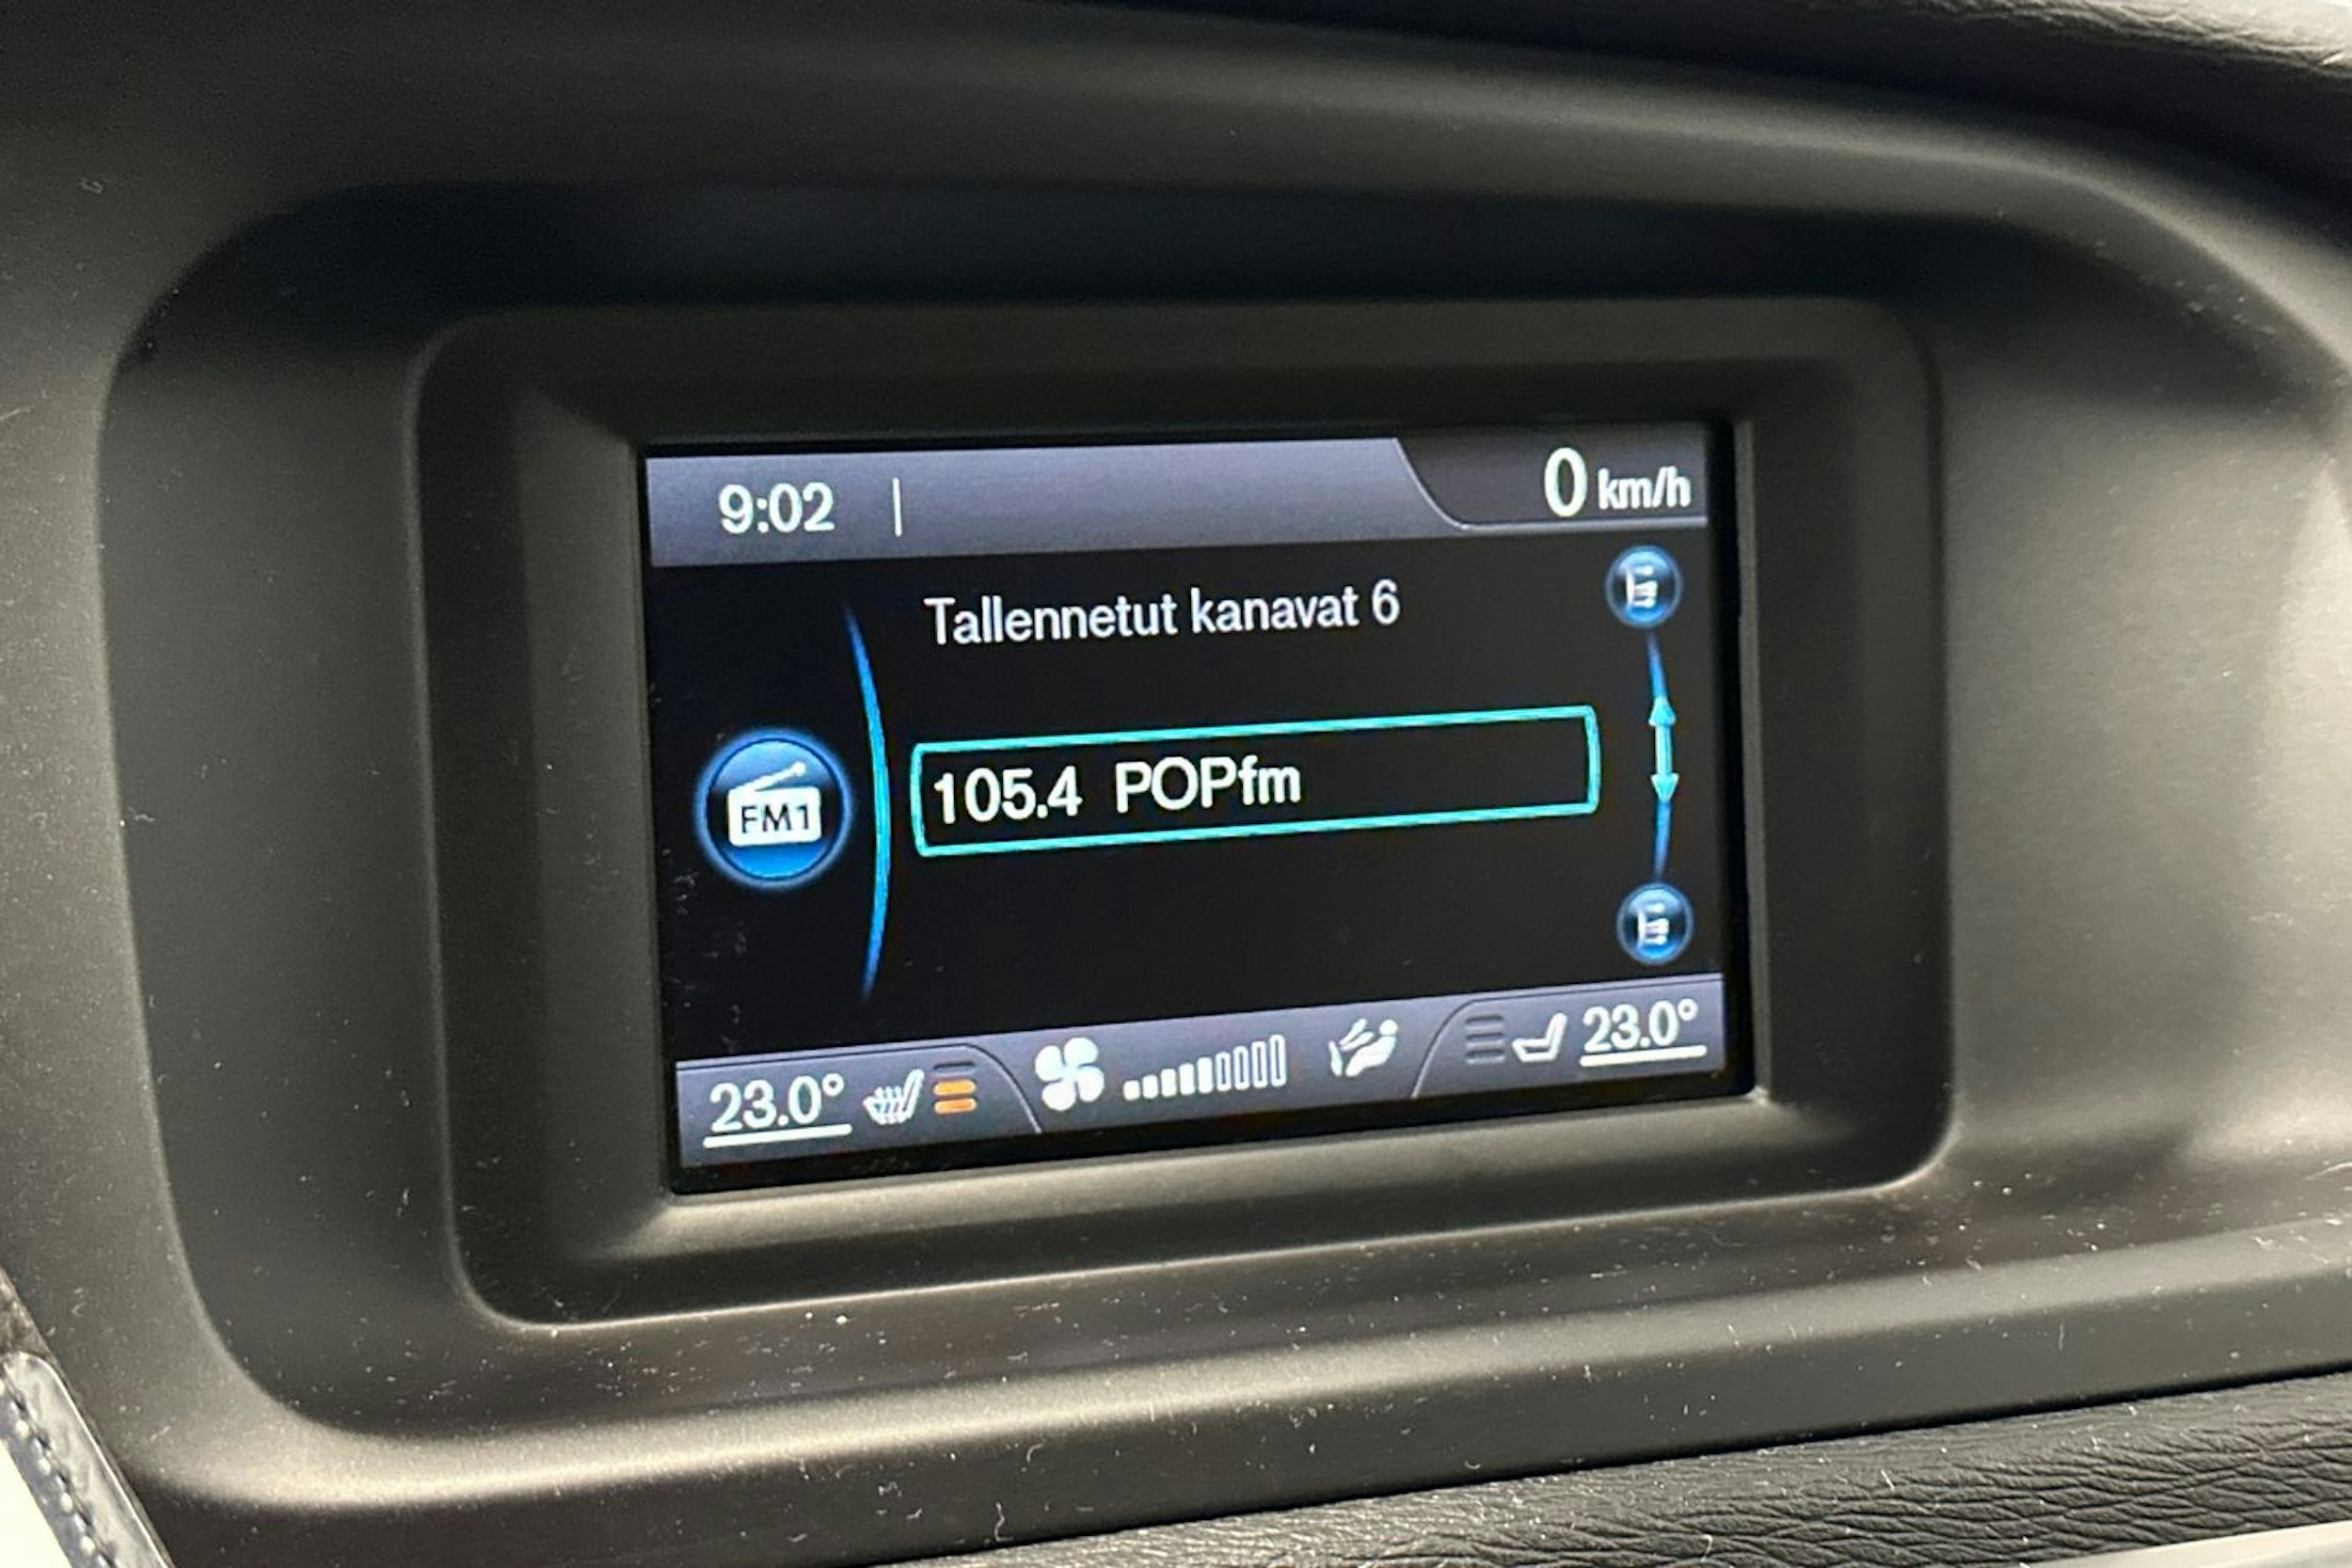 9:02
0 km/h
Tallennetut kanavat 6
FM1
105.4 POPfm
23.0°
23.0°